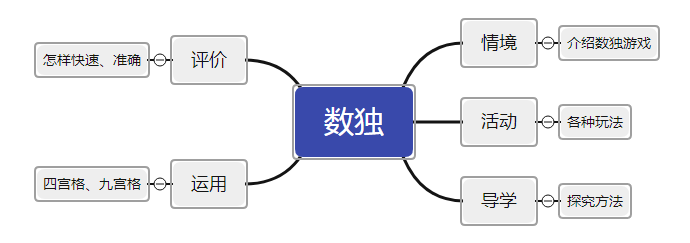 数独
情境
介绍数独游戏
活动
各种玩法
导学
探究方法
评价
怎样快速、准确
运用
四宫格、九宫格